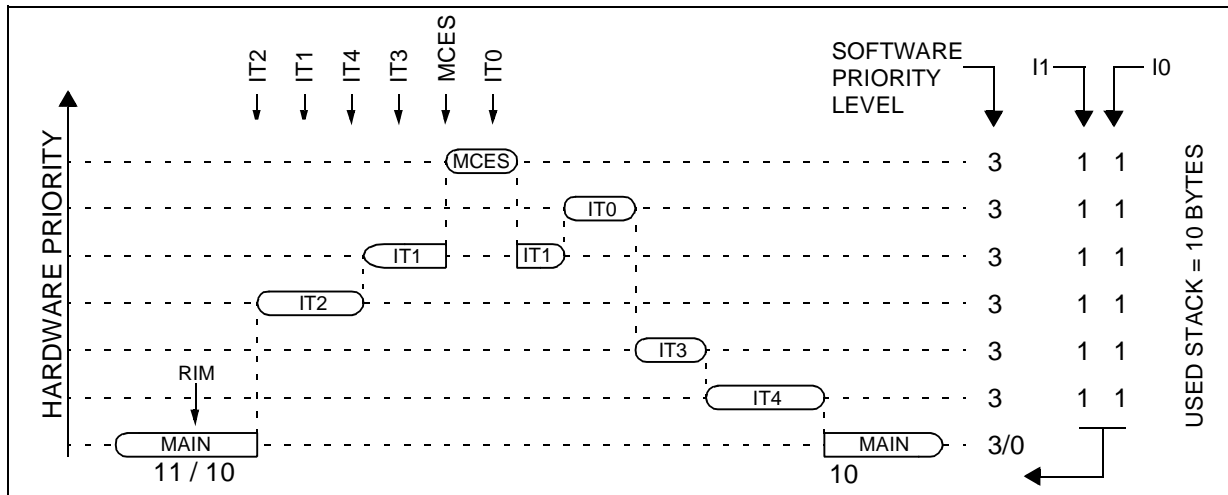 IT2
IT1
IT4
IT3
MCES
IT0
SOFTWARE
PRIORITY
LEVEL
I1
I0
HARDWARE PRIORITY
MCES
3
1 1
IT0
3
1 1
IT1
IT1
3
1 1
IT2
3
1 1
IT3
3
1 1
RIM
IT4
3
1 1
MAIN
MAIN
3/0
11 / 10
10
USED STACK = 10 BYTES